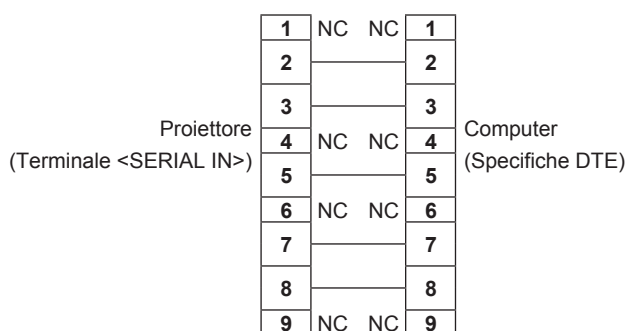 1 NC NC 1
2 2
3 3
Proiettore
(Terminale <SERIAL IN>)
4 NC NC 4
Computer
(Specifiche DTE)
5 5
6 NC NC 6
7 7
8 8
9 NC NC 9